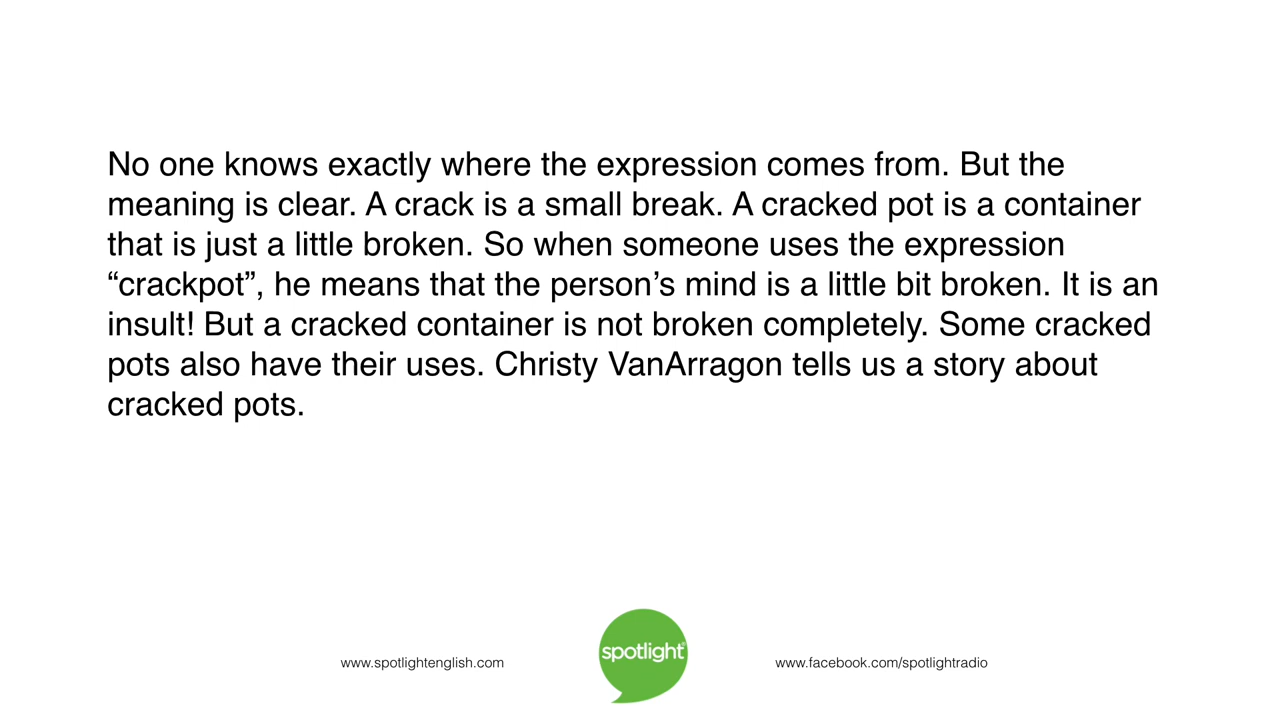 No one knows exactly where the expression comes from. But the
meaning is clear. A crack is a small break. A cracked pot is a container
that is just a little broken. So when someone uses the expression
“crackpot”, he means that the person’s mind is a little bit broken. It is an
insult! But a cracked container is not broken completely. Some cracked
pots also have their uses. Christy VanArragon tells us a story about
cracked pots.
www.spotlightenglish.com
spotlight®
www.facebook.com/spotlightradio